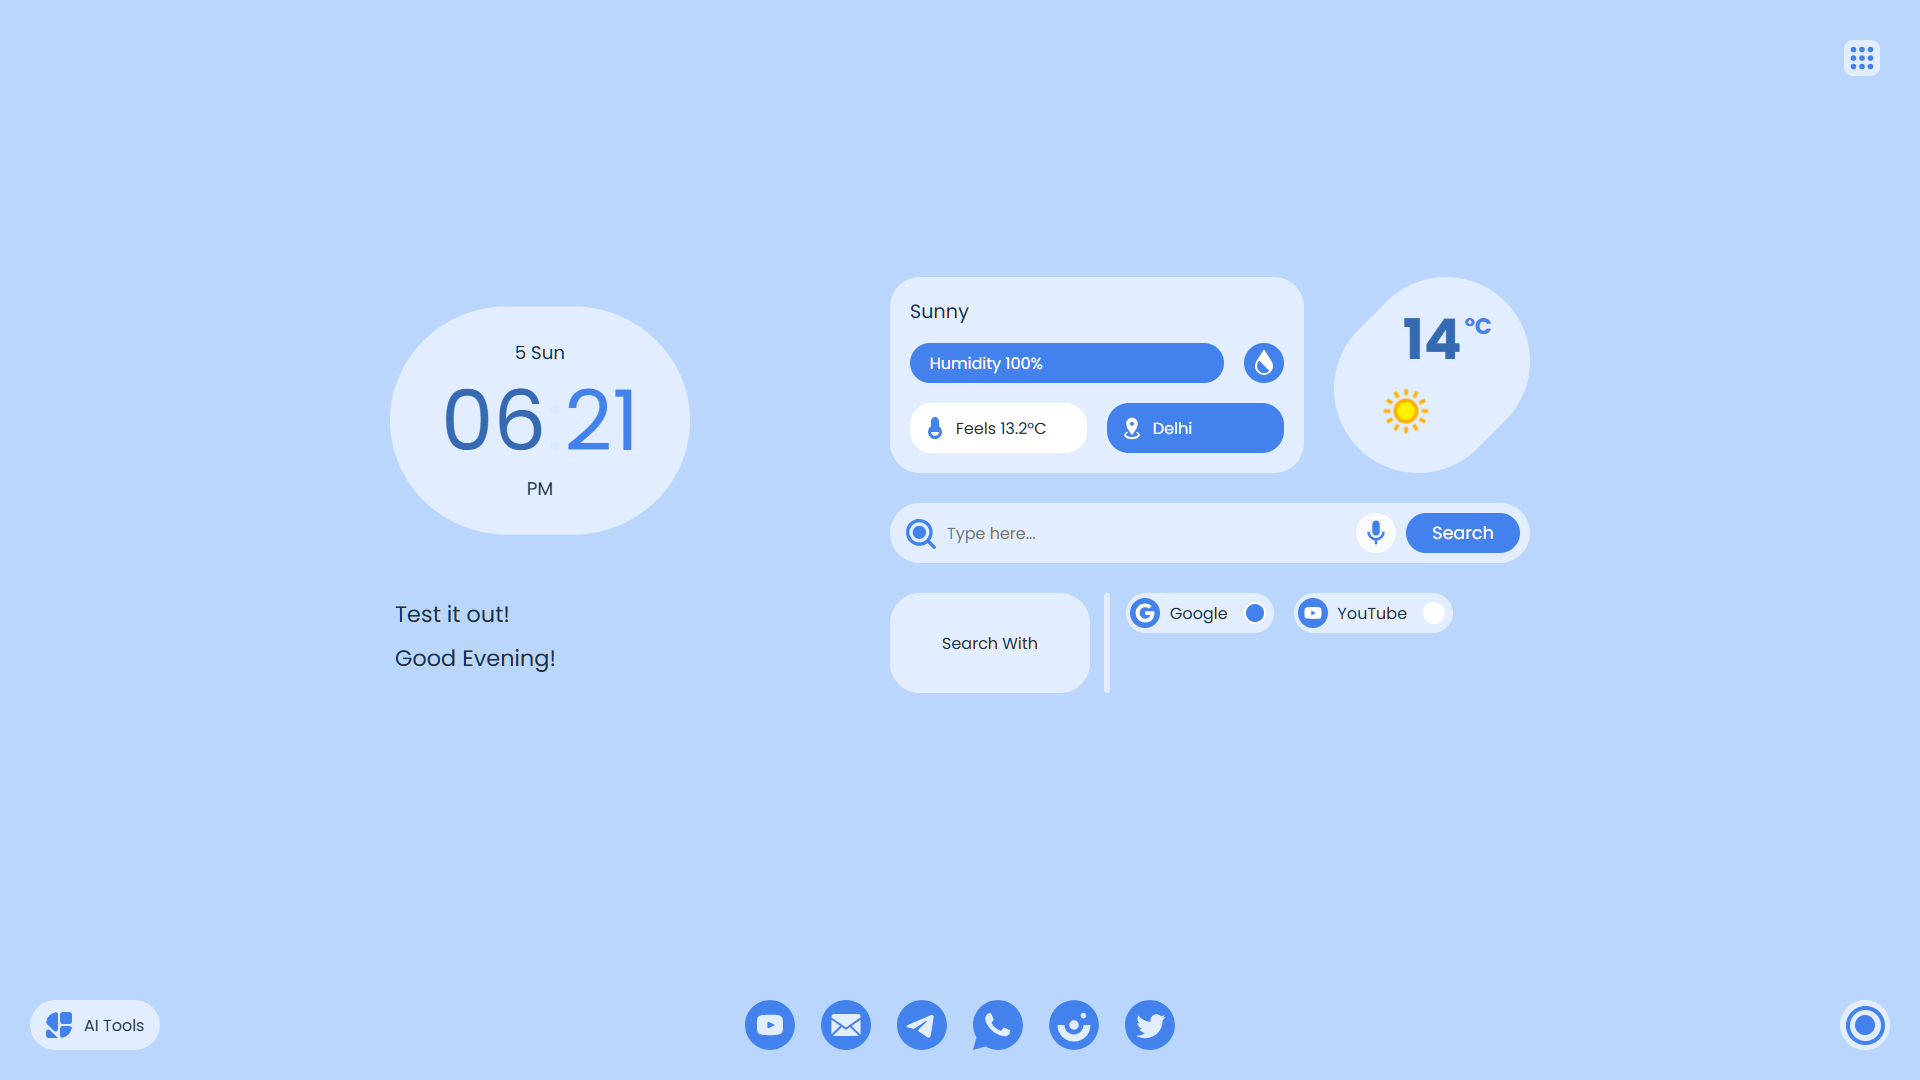 5 Sun
06:21
PM
Test it out!
Good Evening!
Sunny
Humidity 100%
Feels 13.2°C
Delhi
14 °C
Type here...
Search
Search With
Google
YouTube
AI Tools